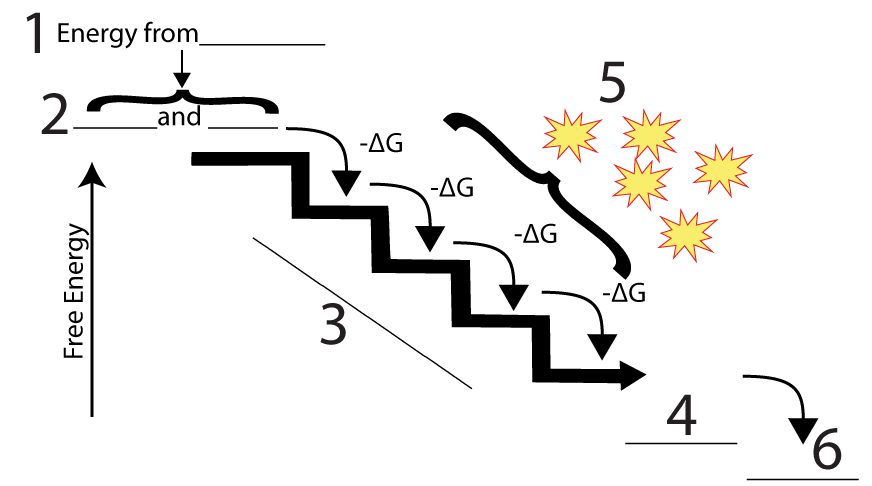 1 Energy from
2 and
-ΔG
-ΔG
-ΔG
-ΔG
5
Free Energy
3
4
6